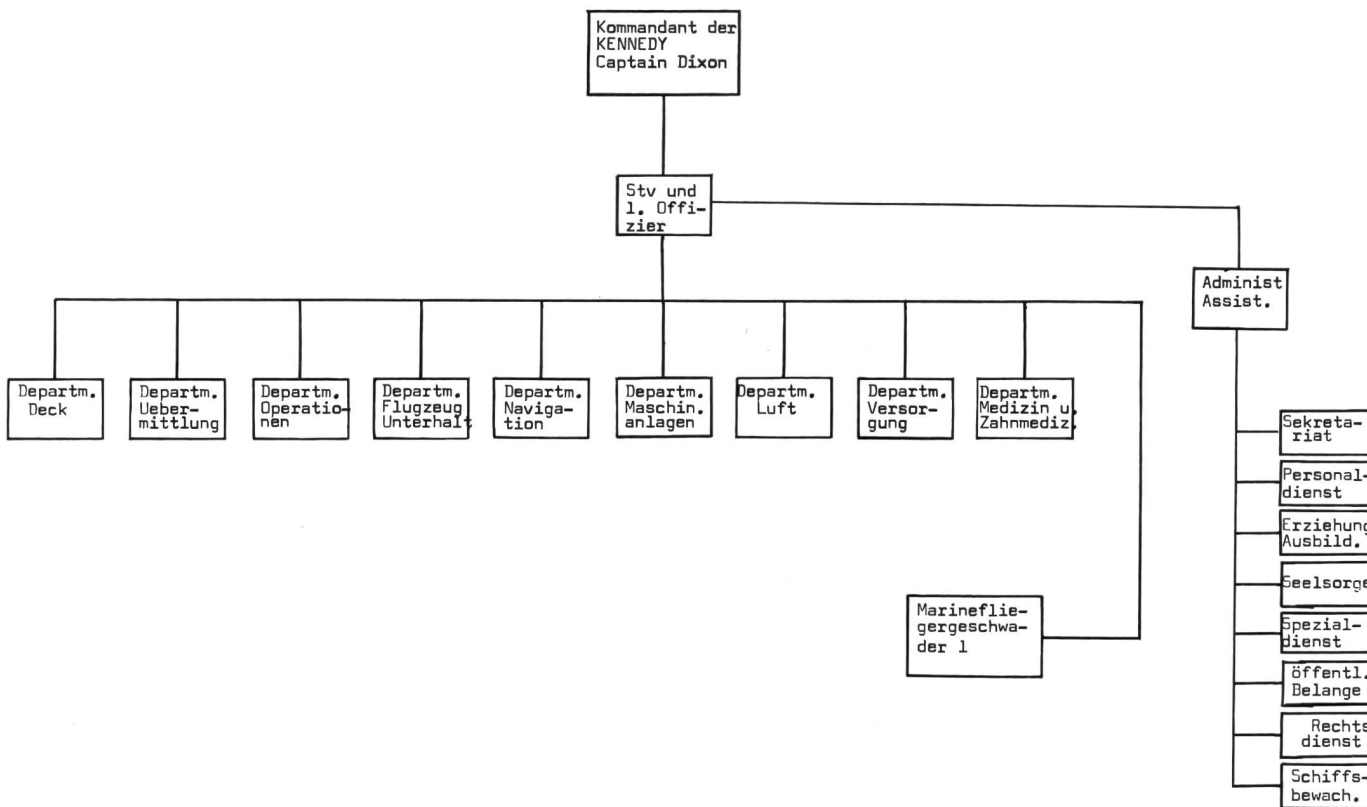 Kommandant der
KENNEDY
Captain Dixon
Stv und
1. Offi-
zier
Administ
Assist.
Departm.
Deck
Departm.
Ueber-
mittlung
Departm.
Operatio-
nen
Departm.
Flugzeug
Unterhalt
Departm.
Naviga-
tion
Departm.
Maschin.
anlagen
Departm.
Luft
Departm.
Versor-
gung
Departm.
Medizin u.
Zahnmediz.
Marineflie-
gergeschwa-
der 1
Sekreta-
riat
Personal-
dienst
Erziehung
Ausbild.
Seelsorge
Spezial-
dienst
öffentl.
Belange
Rechts
dienst
Schiffs-
bewach.